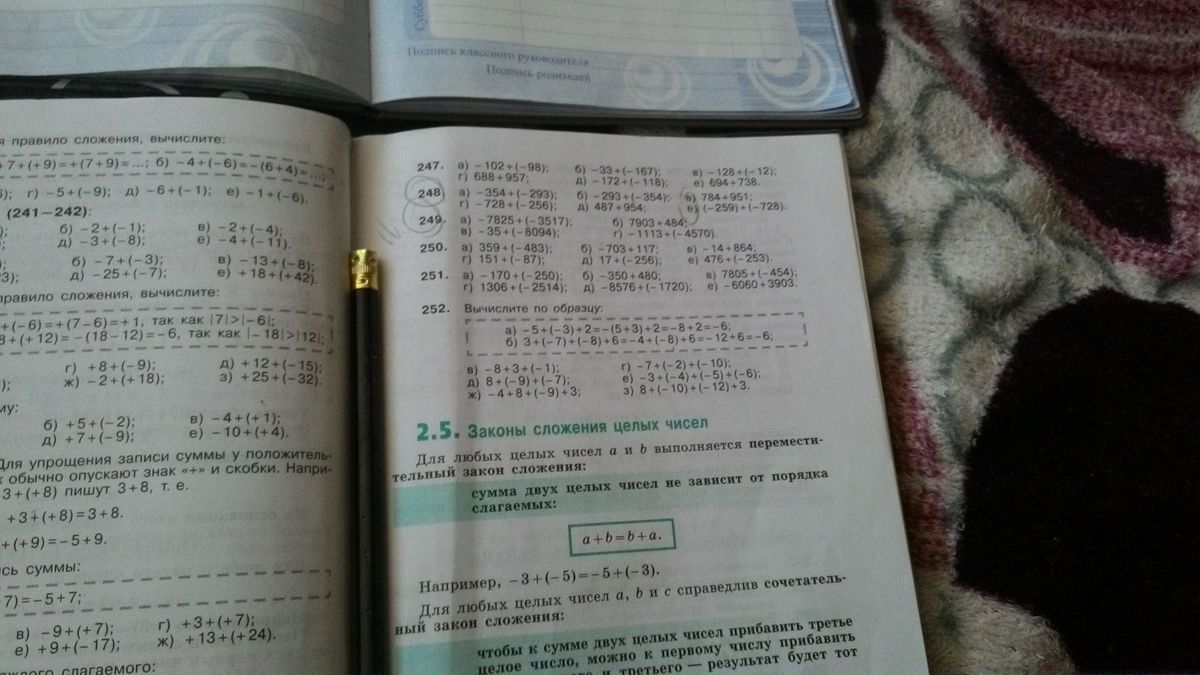 Суббо
Подпись классного руководителя
Подпись родителей
я правило сложения, вычислите:
+7+(+9)=+(7+9)=...; б) −4+(−6)=−(6+4)=...,
6); г) −5+(−9); д) −6+(−1); е) −1+(−6).
(241−242):
); б) −2+(−1); в) −2+(−4);
; д) −3+(−8); е) −4+(−11).
б) −7+(−3); в) −13+(−8);
3); д) −25+(−7); е) +18+(+42).
правило сложения, вычислите:
+(−6)=+(7−6)=+1, так как |7|>|−6|;
8+(+12)=−(18−12)=−6, так как |−18|>|12|;
г) +8+(−9); д) +12+(−15);
); ж) −2+(+18); з) +25+(−32).
му:
б) +5+(−2); в) −4+(+1);
д) +7+(−9); е) −10+(+4).
Для упрощения записи суммы у положитель-
х обычно опускают знак «+» и скобки. Напри-
3+(+8) пишут 3+8, т. е.
+3+(+8)=3+8.
+(+9)=−5+9.
сь суммы:
7)=−5+7;
в) −9+(+7); г) +3+(+7);
е) +9+(−17); ж) +13+(+24).
ждого слагаемого:
247. а) −102+(−98); б) −33+(−167); в) −128+(−12);
г) 688+957; д) −172+(−118); е) 694+738.
248 а) −354+(−293); б) −293+(−354); в) 784+951;
г) −728+(−256); д) 487+954; е) (−259)+(−728).
249. а) −7825+(−3517); б) 7903+484;
в) −35+(−8094); г) −1113+(−4570).
250. а) 359+(−483); б) −703+117; в) −14+864;
г) 151+(−87); д) 17+(−256); е) 476+(−253).
251. а) −170+(−250); б) −350+480; в) 7805+(−454);
г) 1306+(−2514); д) −8576+(−1720); е) −6060+3903.
252. Вычислите по образцу:
а) −5+(−3)+2=−(5+3)+2=−8+2=−6;
б) 3+(−7)+(−8)+6=−4+(−8)+6=−12+6=−6;
в) −8+3+(−1); г) −7+(−2)+(−10);
д) 8+(−9)+(−7); е) −3+(−4)+(−5)+(−6);
ж) −4+8+(−9)+3; з) 8+(−10)+(−12)+3.
2.5. Законы сложения целых чисел
Для любых целых чисел a и b выполняется перемести-
тельный закон сложения:
сумма двух целых чисел не зависит от порядка
слагаемых:
a+b=b+a.
Например, −3+(−5)=−5+(−3).
Для любых целых чисел a, b и c справедлив сочетатель-
ный закон сложения:
чтобы к сумме двух целых чисел прибавить третье
целое число, можно к первому числу прибавить
и третьего — результат будет тот